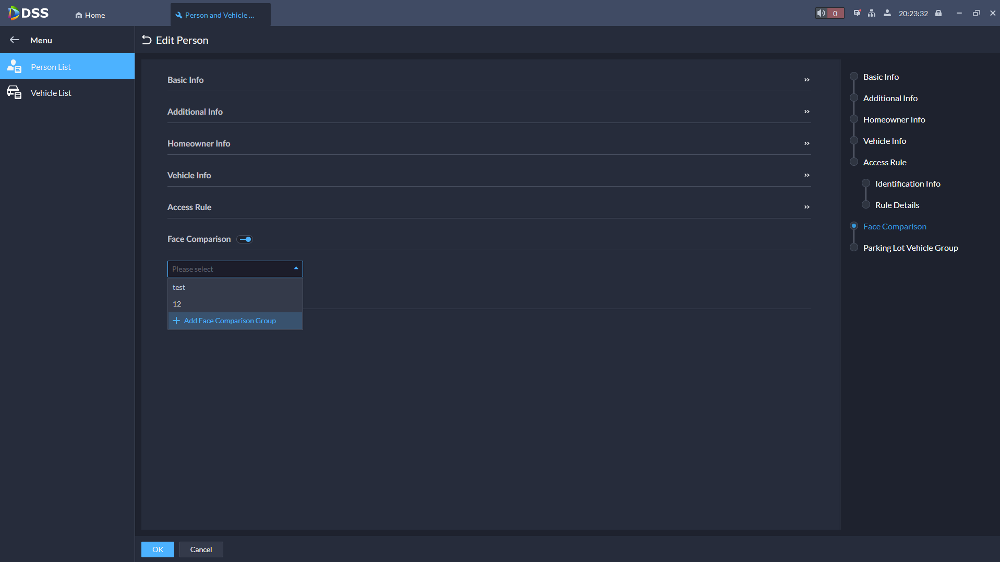 DSS
Home
Person and Vehicle ...
0
20:23:32
Menu
Edit Person
Person List
Vehicle List
Basic Info
Additional Info
Homeowner Info
Vehicle Info
Access Rule
Face Comparison
Please select
test
12
Add Face Comparison Group
Basic Info
Additional Info
Homeowner Info
Vehicle Info
Access Rule
Identification Info
Rule Details
Face Comparison
Parking Lot Vehicle Group
OK
Cancel